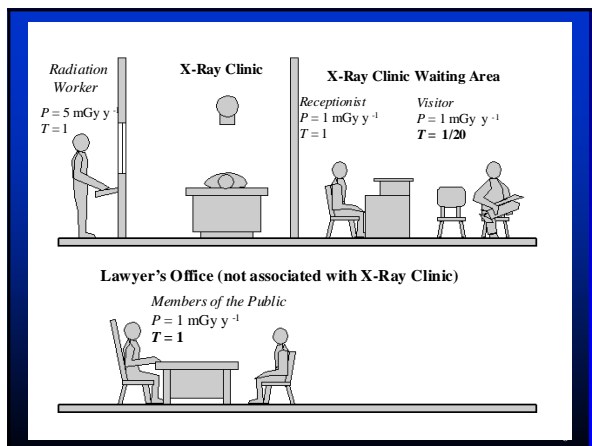 Radiation
Worker
P = 5 mGy y -1
T = 1
X-Ray Clinic
X-Ray Clinic Waiting Area
Receptionist
P = 1 mGy y -1
T = 1
Visitor
P = 1 mGy y -1
T = 1/20
Lawyer's Office (not associated with X-Ray Clinic)
Members of the Public
P = 1 mGy y -1
T = 1